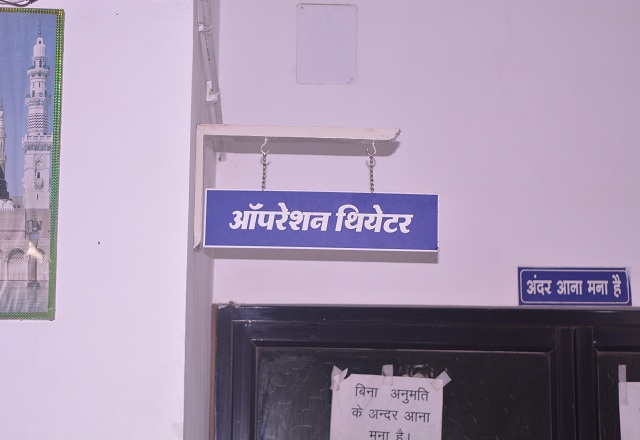 ऑपरेशन थियेटर
अंदर आना मना है
बिना अनुमति
के अन्दर आना
मना है।